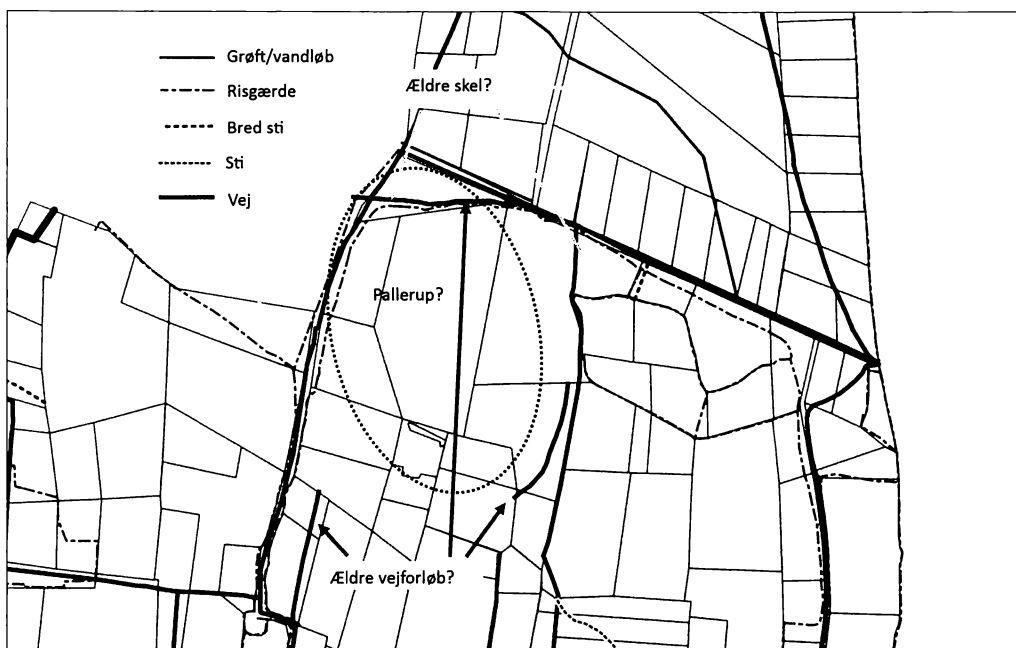 Grøft/vandløb
Risgærde
Bred sti
Sti
Vej
Ældre skel?
Pallerup?
Ældre vejforløb?